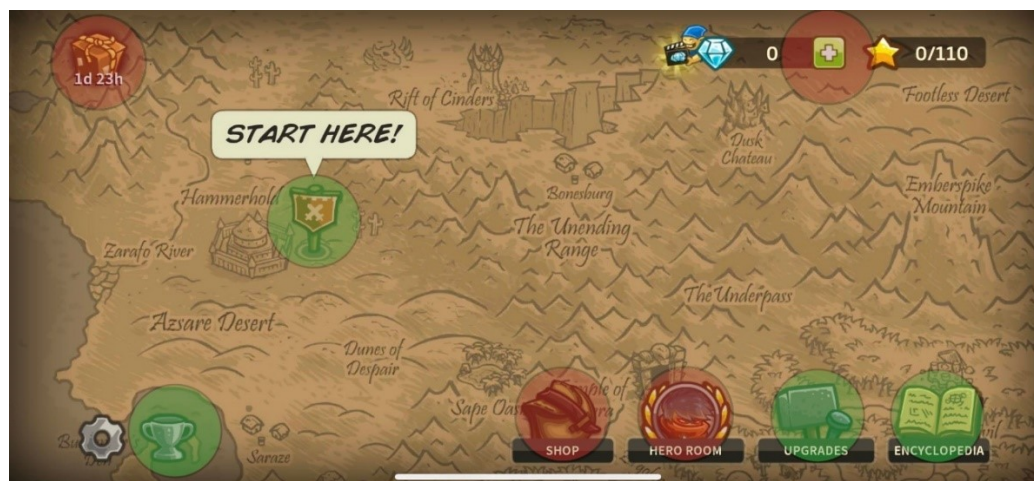 1d 23h
0
0/110
Rift of Cinders
Footless Desert
START HERE!
Dusk
Chateau
Hammerhold
Bonesburg
Emberspike
Mountain
The Unending
Range
Zarafo River
The Underpass
Azsare Desert
Dunes of
Despair
Sape
of
Saraze
SHOP
HERO ROOM
UPGRADES
ENCYCLOPEDIA